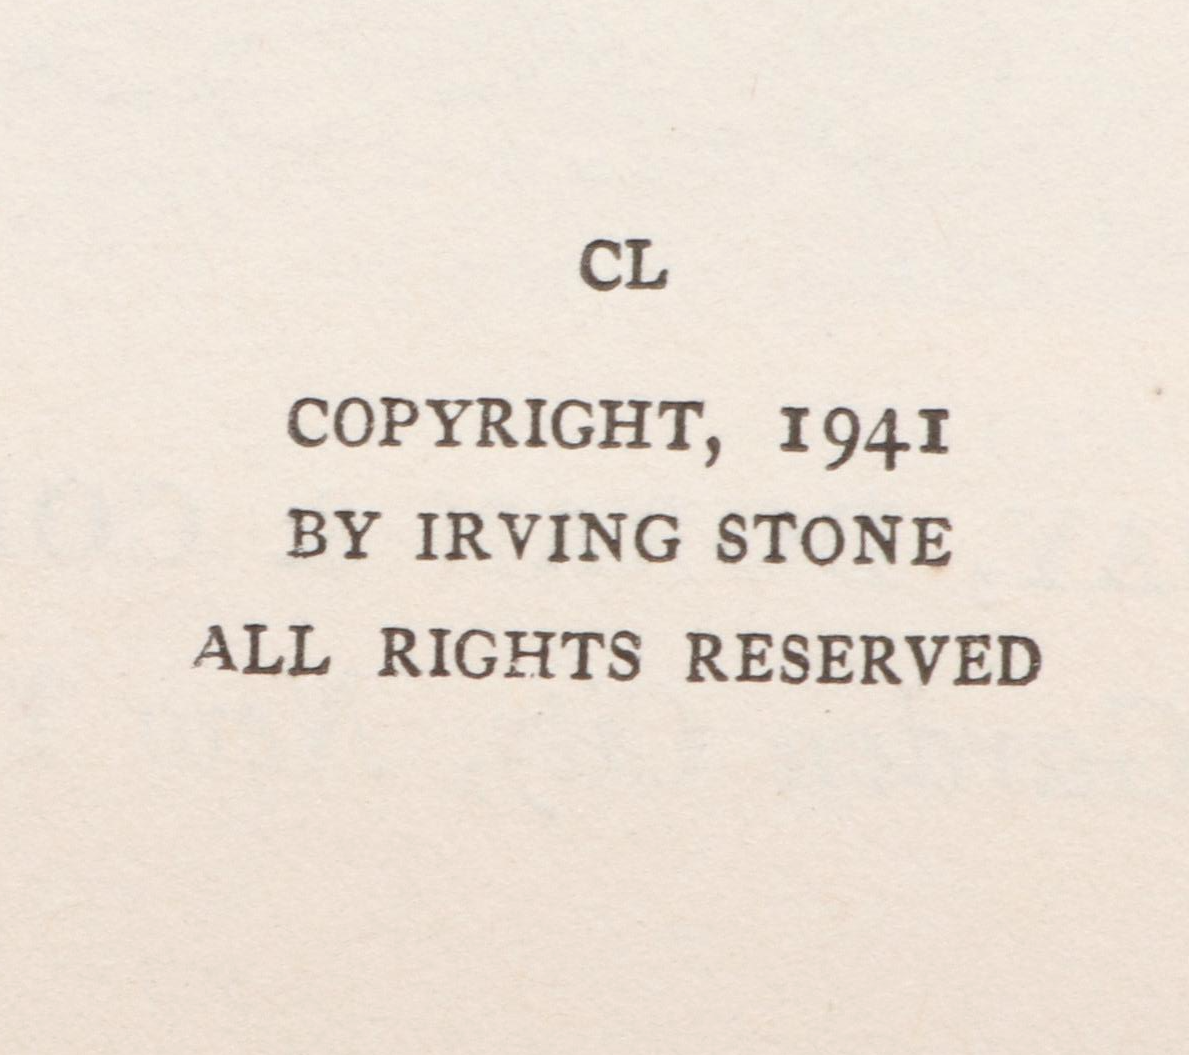 CL
COPYRIGHT, 1941
BY IRVING STONE
ALL RIGHTS RESERVED